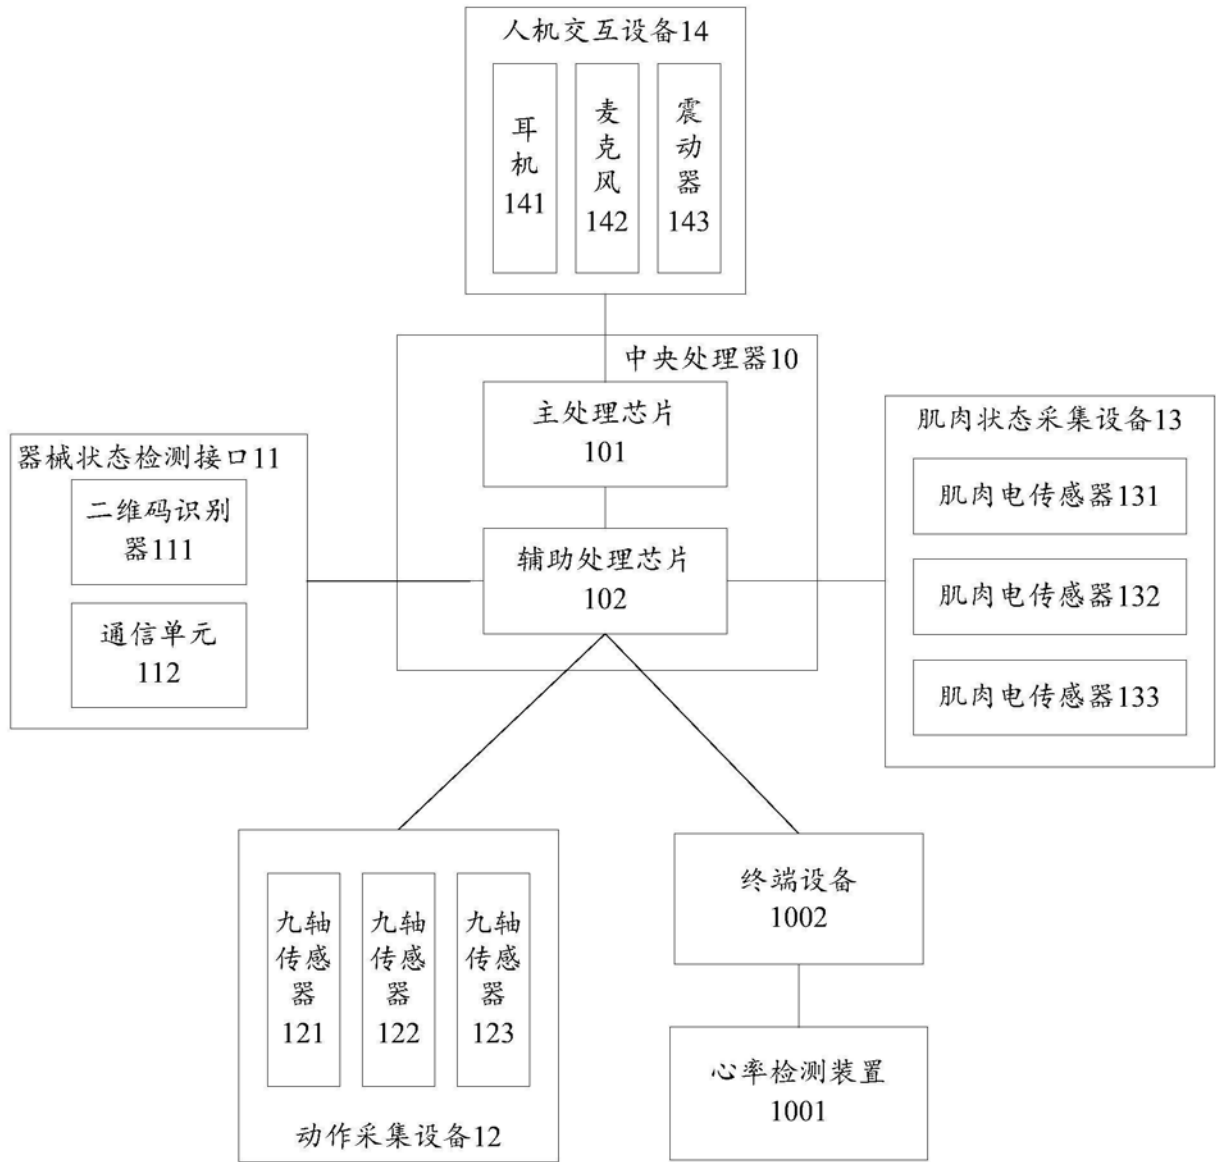 人机交互设备14
耳
机
141
麦
克
风
142
震
动
器
143
中央处理器10
主处理芯片
101
辅助处理芯片
102
器械状态检测接口11
二维码识别
器111
通信单元
112
肌肉状态采集设备13
肌肉电传感器131
肌肉电传感器132
肌肉电传感器133
九轴
传感
器
121
九轴
传感
器
122
九轴
传感
器
123
动作采集设备12
终端设备
1002
心率检测装置
1001